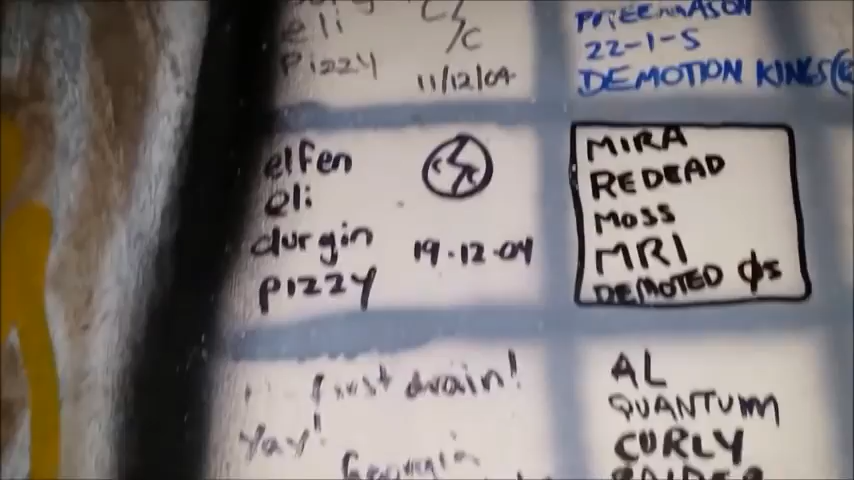 eli
pizzy
11/12/04
22-1-5
DEMOTION KINGS
elfen
eli
durgin
pizzy
19.12.04
MIRA
REDEAD
MOSS
MRI
DEMOTED
first drain!
Yay!
Georgia
AL
QUANTUM
CURLY